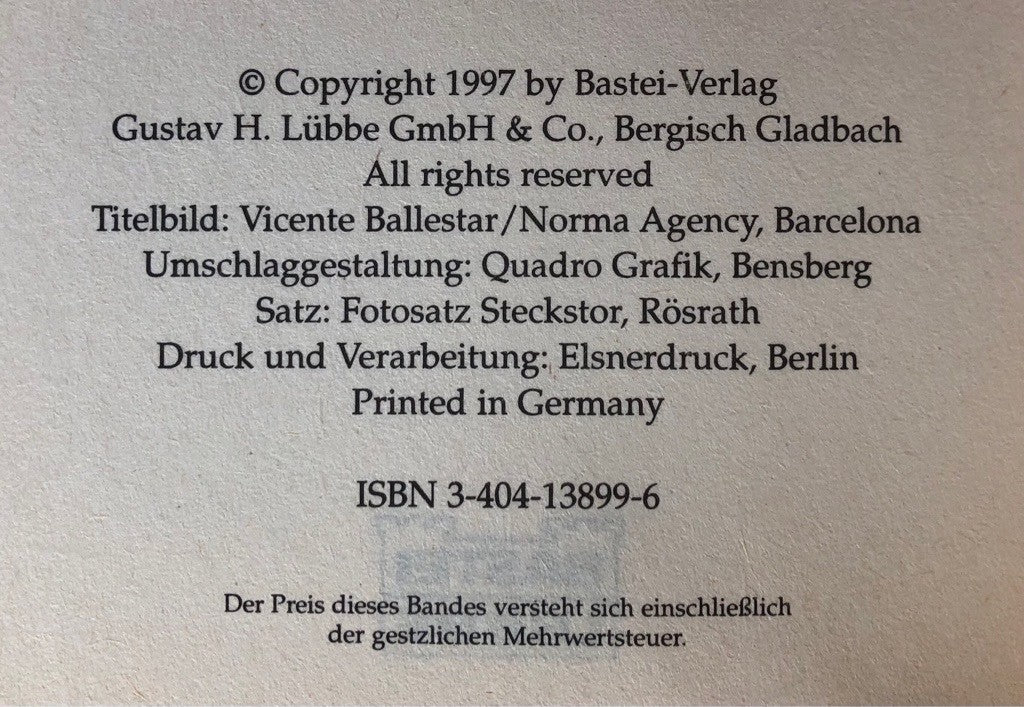 © Copyright 1997 by Bastei-Verlag
Gustav H. Lübbe GmbH & Co., Bergisch Gladbach
All rights reserved
Titelbild: Vicente Ballestar/Norma Agency, Barcelona
Umschlaggestaltung: Quadro Grafik, Bensberg
Satz: Fotosatz Steckstor, Rösrath
Druck und Verarbeitung: Elsnerdruck, Berlin
Printed in Germany
ISBN 3-404-13899-6
Der Preis dieses Bandes versteht sich einschließlich
der gestzlichen Mehrwertsteuer.